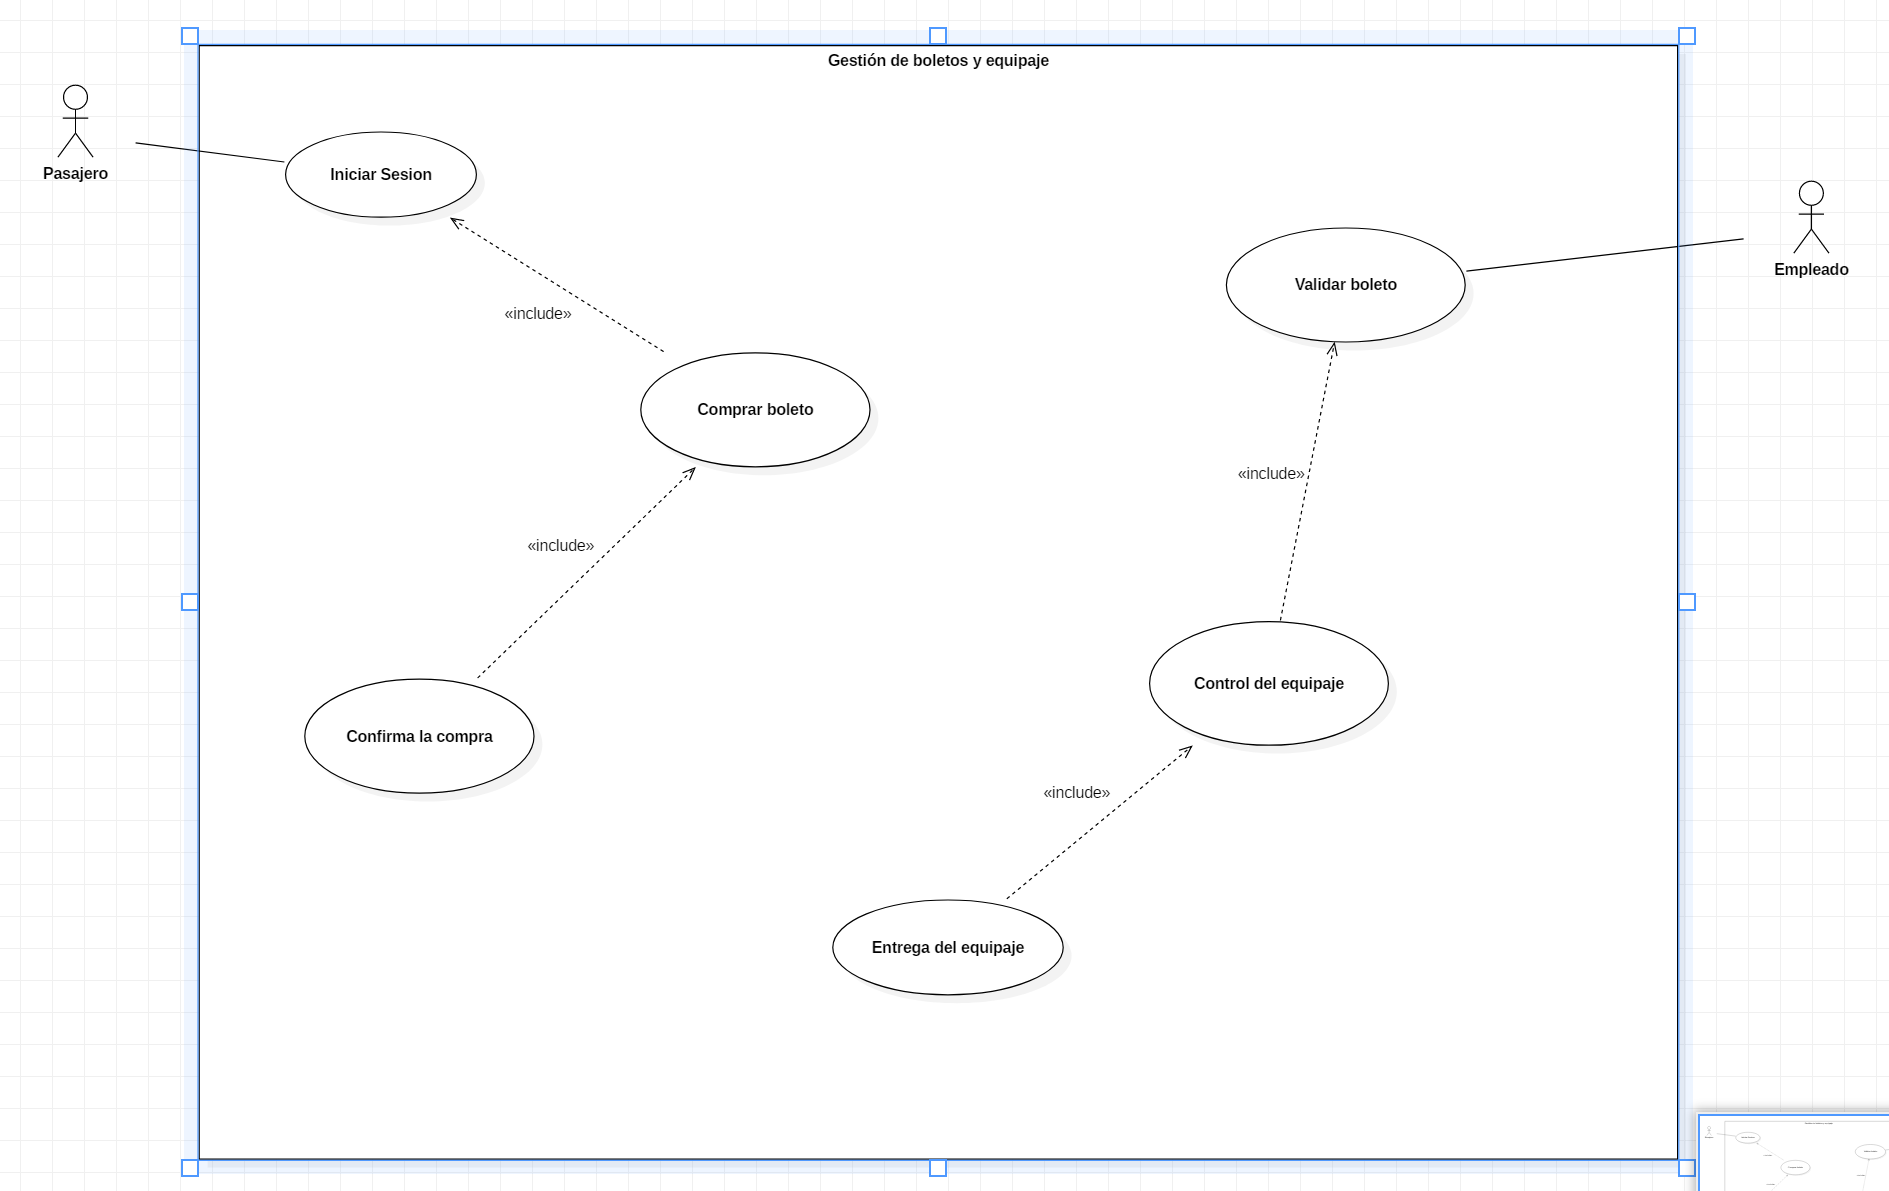 Gestión de boletos y equipaje
Pasajero
Iniciar Sesion
Empleado
Validar boleto
«include»
Comprar boleto
«include»
«include»
Control del equipaje
Confirma la compra
«include»
Entrega del equipaje